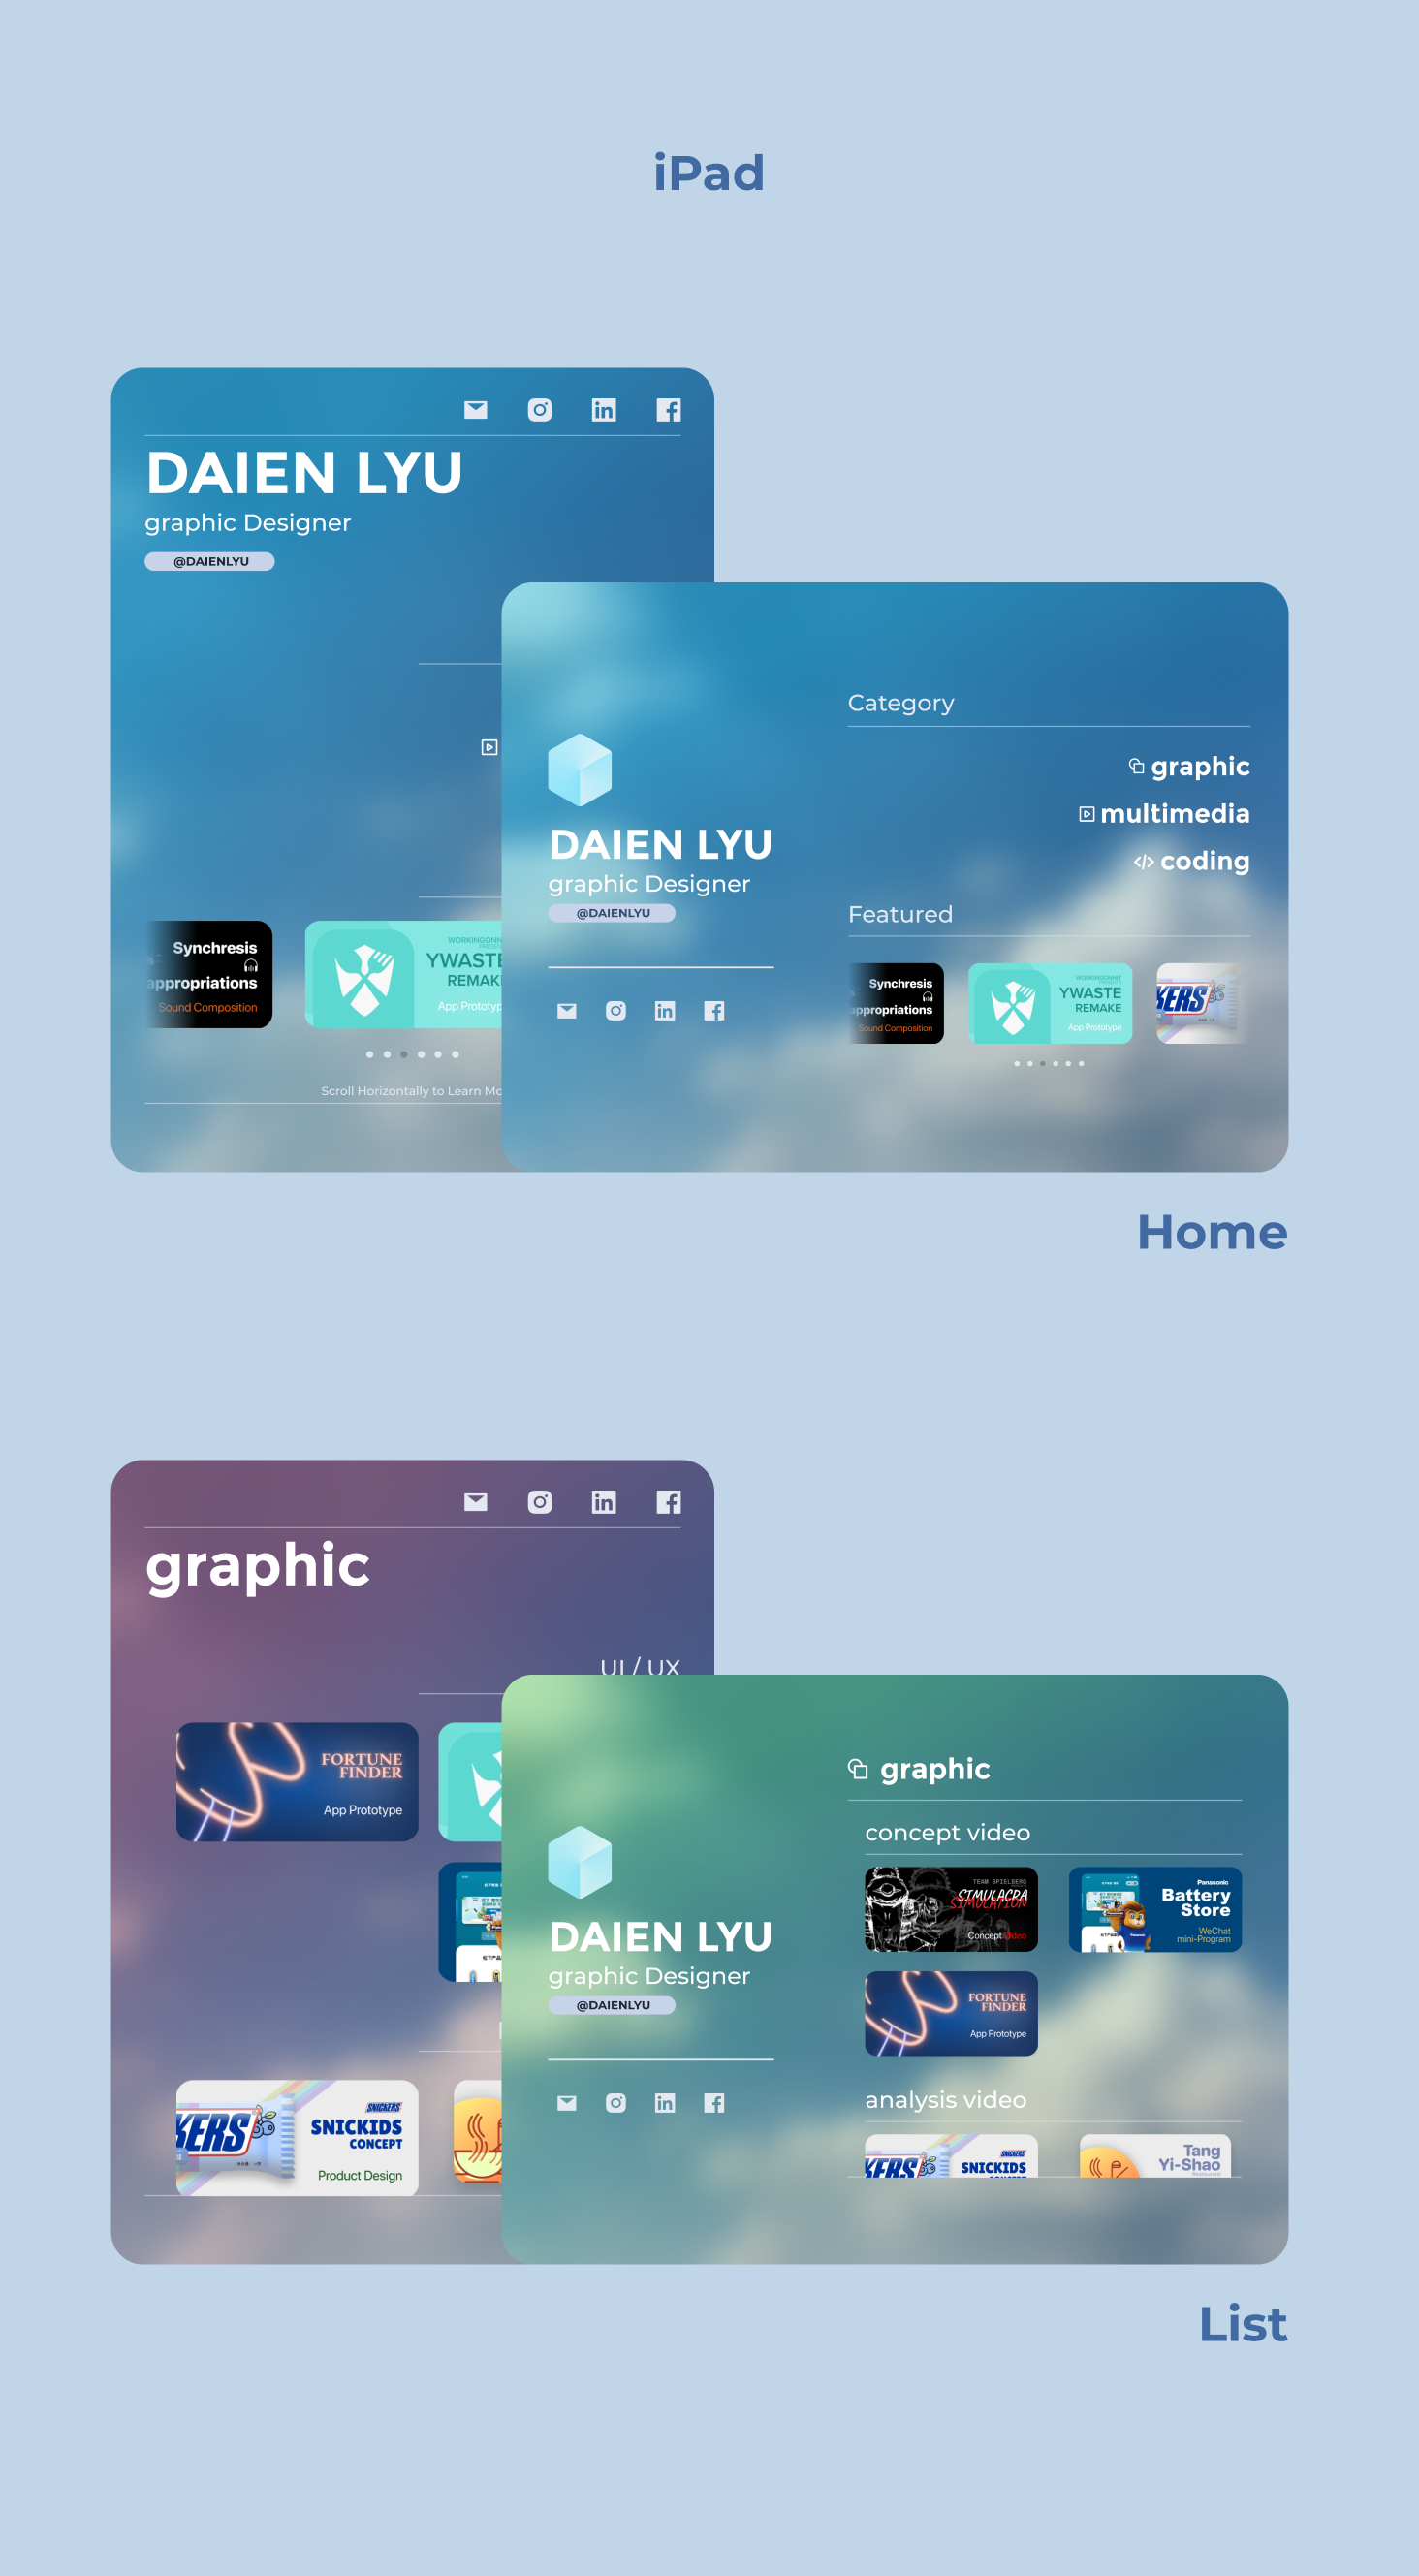 iPad
DAIEN LYU
graphic Designer
@DAIENLYU
Synchresis
appropriations
Sound Composition
YWASTE
REMAKE
App Prototype
Scroll Horizontally to Learn
DAIEN LYU
graphic Designer
@DAIENLYU
Category
graphic
multimedia
coding
Featured
Synchresis
appropriations
Sound Composition
YWASTE
REMAKE
App Prototype
KERS
Home
graphic
UI / UX
FORTUNE
FINDER
App Prototype
KERS
SNICKERS
SNICKIDS
CONCEPT
Product Design
DAIEN LYU
graphic Designer
@DAIENLYU
graphic
concept video
TEAM SPIELBERG
SIMULACRA
SIMULATION
Concept Video
Panasonic
Battery
Store
WeChat
mini-Program
FORTUNE
FINDER
App Prototype
analysis video
KERS
SNICKERS
SNICKIDS
Tang
Yi-Shao
List